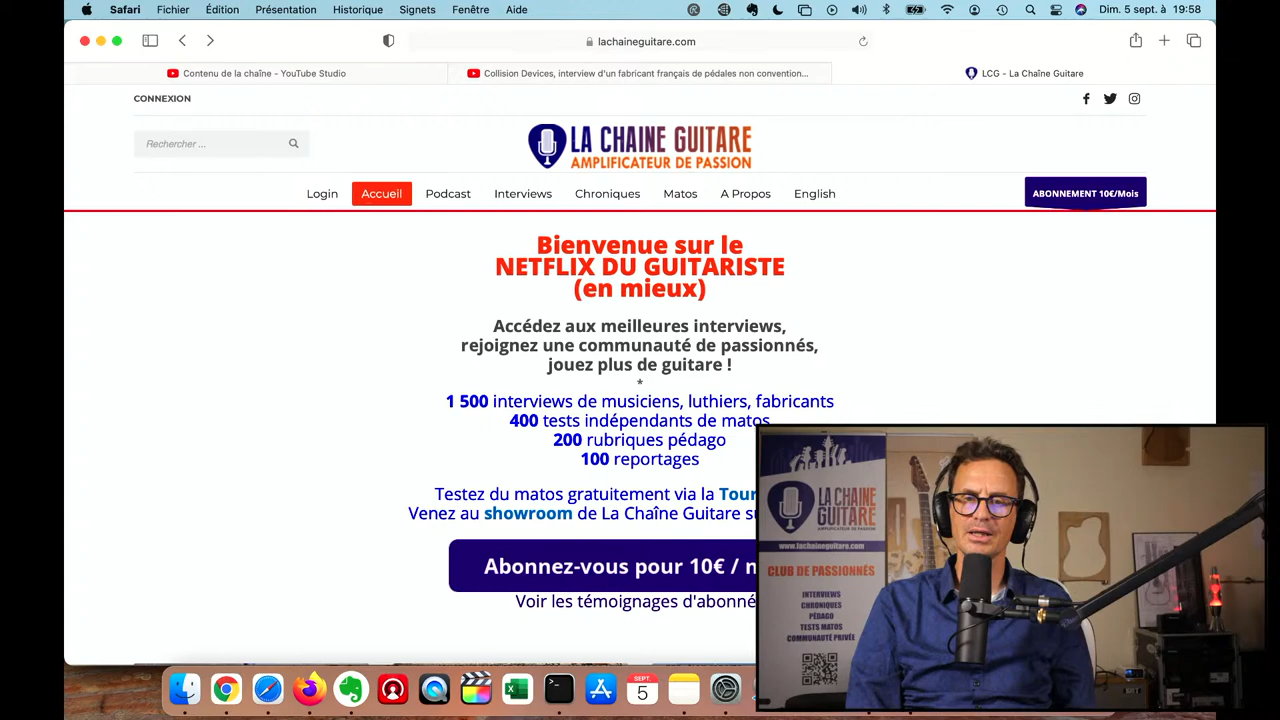 Safari Fichier Édition Présentation Historique Signets Fenêtre Aide Dim. 5 sept. à 19:58
lachaineguitare.com
Contenu de la chaîne - YouTube Studio Collision Devices, interview d'un fabricant français de pédales non convention... LCG - La Chaîne Guitare
CONNEXION
Rechercher ...
LA CHAINE GUITARE
AMPLIFICATEUR DE PASSION
Login Accueil Podcast Interviews Chroniques Matos A Propos English ABONNEMENT 10€/Mois
Bienvenue sur le
NETFLIX DU GUITARISTE
(en mieux)
Accédez aux meilleures interviews,
rejoignez une communauté de passionnés,
jouez plus de guitare !
*
1 500 interviews de musiciens, luthiers, fabricants
400 tests indépendants de matos
200 rubriques pédago
100 reportages
Testez du matos gratuitement via la Tour
Venez au showroom de La Chaîne Guitare su
Abonnez-vous pour 10€ / m
Voir les témoignages d'abonné
LA CHAINE
GUITARE
AMPLIFICATEUR DE PASSION
www.lachaineguitare.com
CLUB DE PASSIONNÉS
INTERVIEWS
CHRONIQUES
PÉDAGO
TESTS MATOS
COMMUNAUTÉ PRIVÉE
SEPT.
5